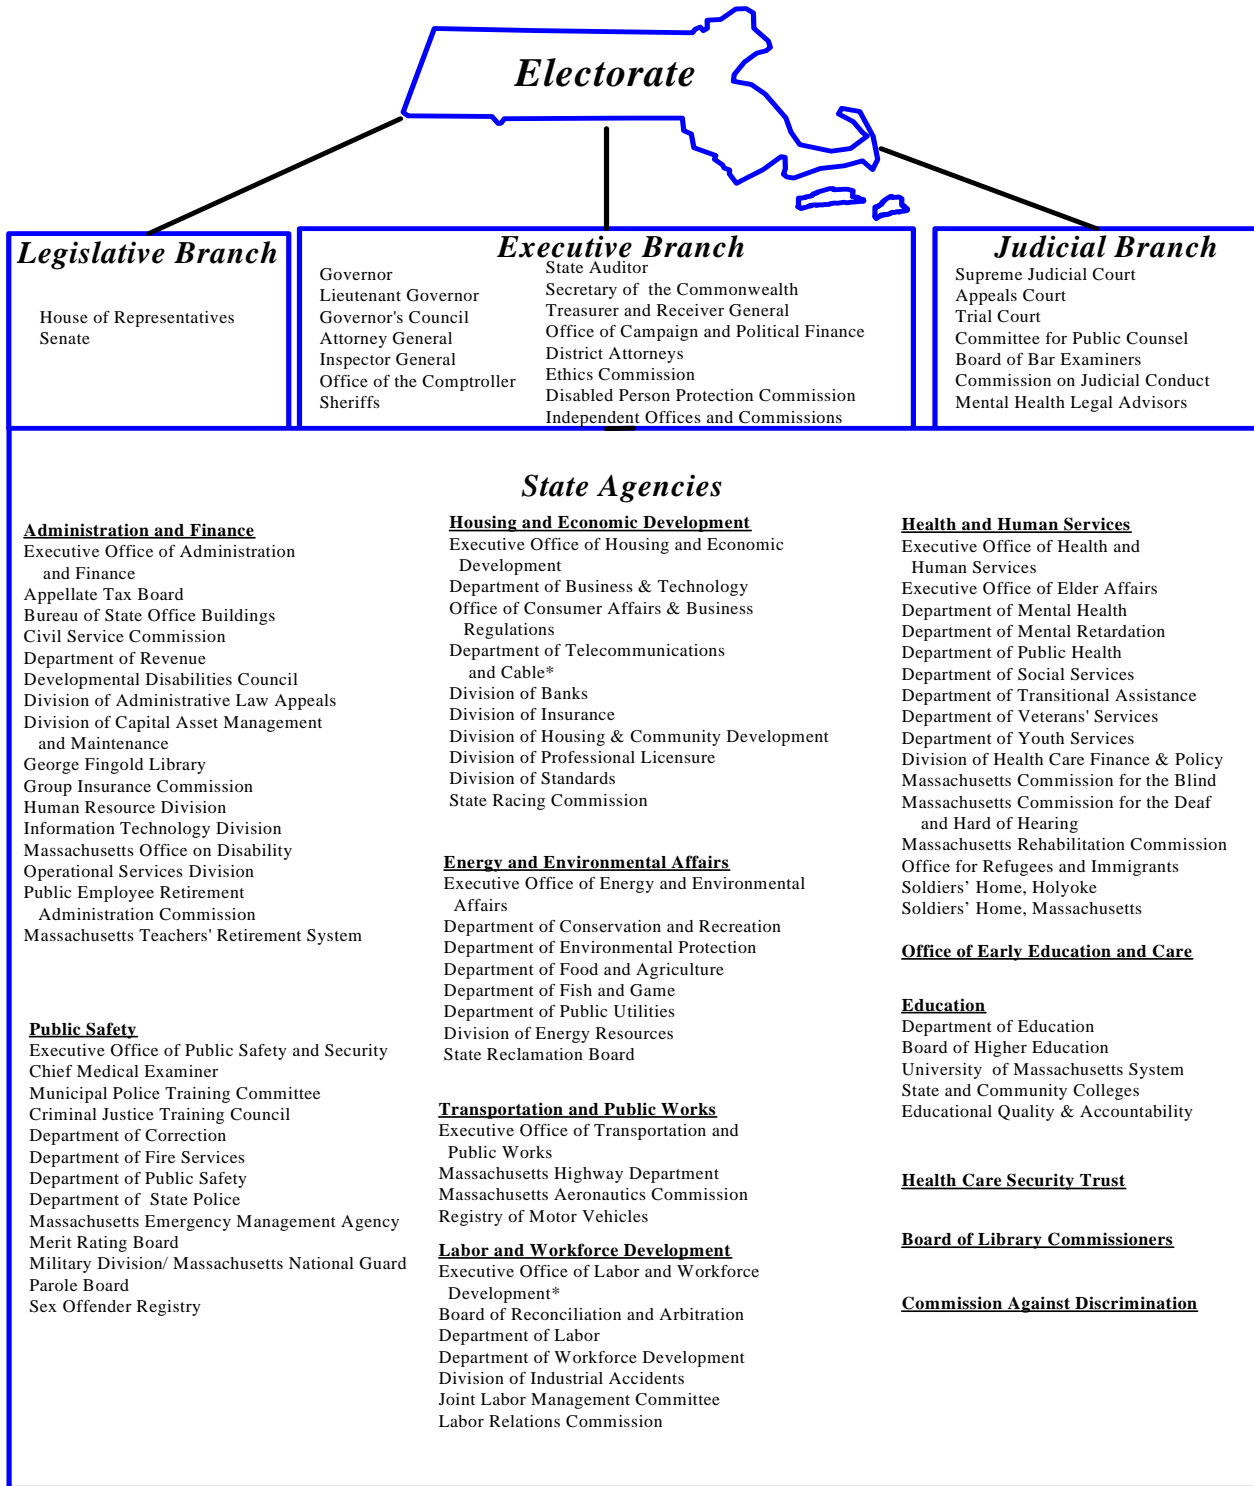 Electorate
Legislative Branch
House of Representatives
Senate
Executive Branch
Governor
Lieutenant Governor
Governor's Council
Attorney General
Inspector General
Office of the Comptroller
Sheriffs
State Auditor
Secretary of the Commonwealth
Treasurer and Receiver General
Office of Campaign and Political Finance
District Attorneys
Ethics Commission
Disabled Person Protection Commission
Independent Offices and Commissions
Judicial Branch
Supreme Judicial Court
Appeals Court
Trial Court
Committee for Public Counsel
Board of Bar Examiners
Commission on Judicial Conduct
Mental Health Legal Advisors
State Agencies
Administration and Finance
Executive Office of Administration
and Finance
Appellate Tax Board
Bureau of State Office Buildings
Civil Service Commission
Department of Revenue
Developmental Disabilities Council
Division of Administrative Law Appeals
Division of Capital Asset Management
and Maintenance
George Fingold Library
Group Insurance Commission
Human Resource Division
Information Technology Division
Massachusetts Office on Disability
Operational Services Division
Public Employee Retirement
Administration Commission
Massachusetts Teachers' Retirement System
Public Safety
Executive Office of Public Safety and Security
Chief Medical Examiner
Municipal Police Training Committee
Criminal Justice Training Council
Department of Correction
Department of Fire Services
Department of Public Safety
Department of State Police
Massachusetts Emergency Management Agency
Merit Rating Board
Military Division/ Massachusetts National Guard
Parole Board
Sex Offender Registry
Housing and Economic Development
Executive Office of Housing and Economic
Development
Department of Business & Technology
Office of Consumer Affairs & Business
Regulations
Department of Telecommunications
and Cable*
Division of Banks
Division of Insurance
Division of Housing & Community Development
Division of Professional Licensure
Division of Standards
State Racing Commission
Energy and Environmental Affairs
Executive Office of Energy and Environmental
Affairs
Department of Conservation and Recreation
Department of Environmental Protection
Department of Food and Agriculture
Department of Fish and Game
Department of Public Utilities
Division of Energy Resources
State Reclamation Board
Transportation and Public Works
Executive Office of Transportation and
Public Works
Massachusetts Highway Department
Massachusetts Aeronautics Commission
Registry of Motor Vehicles
Labor and Workforce Development
Executive Office of Labor and Workforce
Development*
Board of Reconciliation and Arbitration
Department of Labor
Department of Workforce Development
Division of Industrial Accidents
Joint Labor Management Committee
Labor Relations Commission
Health and Human Services
Executive Office of Health and
Human Services
Executive Office of Elder Affairs
Department of Mental Health
Department of Mental Retardation
Department of Public Health
Department of Social Services
Department of Transitional Assistance
Department of Veterans' Services
Department of Youth Services
Division of Health Care Finance & Policy
Massachusetts Commission for the Blind
Massachusetts Commission for the Deaf
and Hard of Hearing
Massachusetts Rehabilitation Commission
Office for Refugees and Immigrants
Soldiers’ Home, Holyoke
Soldiers’ Home, Massachusetts
Office of Early Education and Care
Education
Department of Education
Board of Higher Education
University of Massachusetts System
State and Community Colleges
Educational Quality & Accountability
Health Care Security Trust
Board of Library Commissioners
Commission Against Discrimination